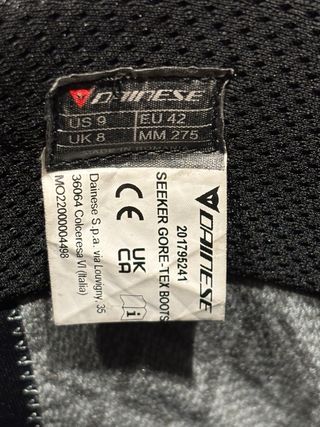 DAINESE
US 9 EU 42
UK 8 MM 275
DAINESE
201795241
SEEKER GORE-TEX BOOTS
CE
UK
CA
i
Dainese S.p.a. via Louvigny, 35
36064 Colceresa VI (Italia)
MO22000004498